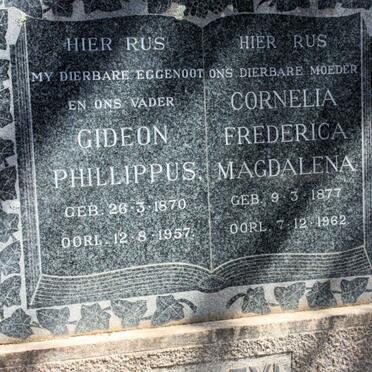 HIER RUS
MY DIERBARE EGGENOOT
EN ONS VADER
GIDEON
PHILLIPPUS.
GEB. 26·3·1870
OORL. 12·8·1957.
HIER RUS
ONS DIERBARE MOEDER
CORNELIA
FREDERICA
MAGDALENA
GEB. 9·3·1877
OORL. 7·12·1962